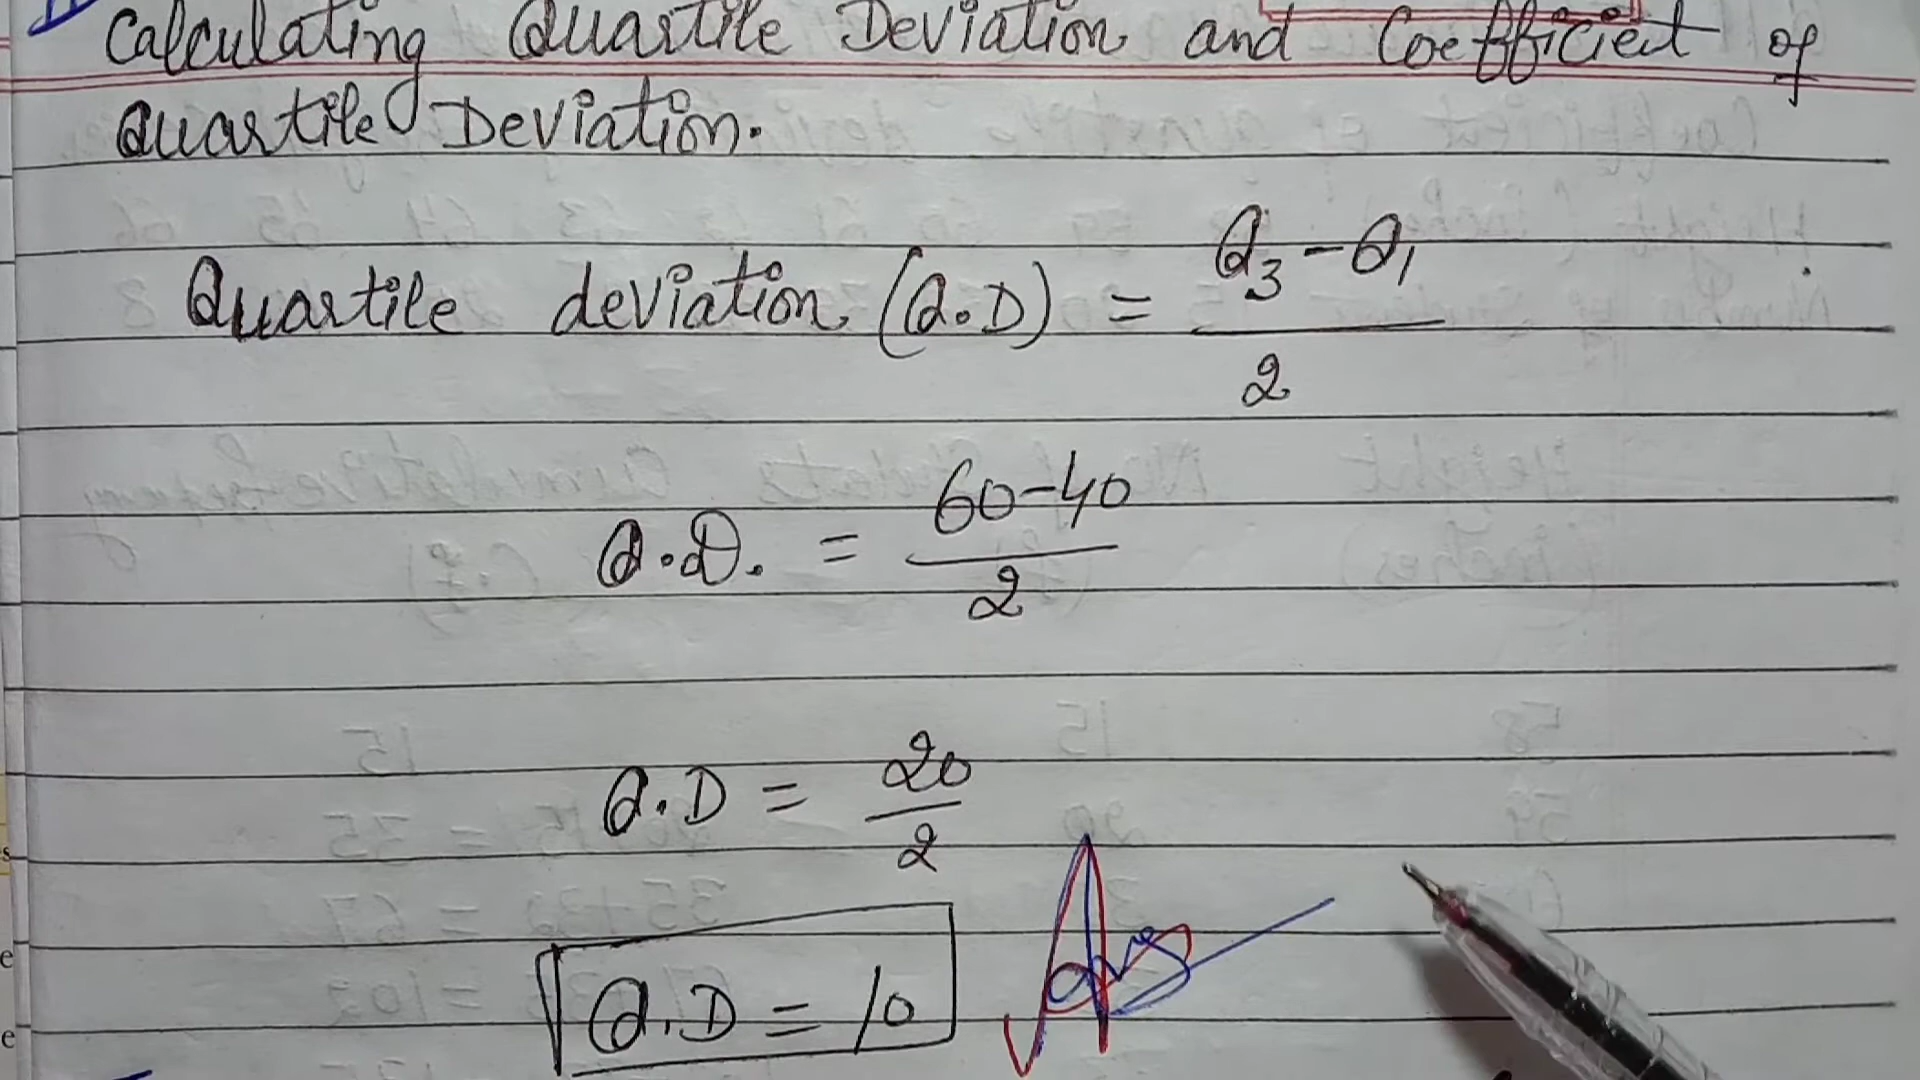 Calculating Quartile Deviation and Coefficient of
Quartile Deviation.
Quartile deviation (Q.D) = Q₃ - Q₁
2
Q.D. = 60-40
2
Q.D = 20
2
Q.D = 10
Ans